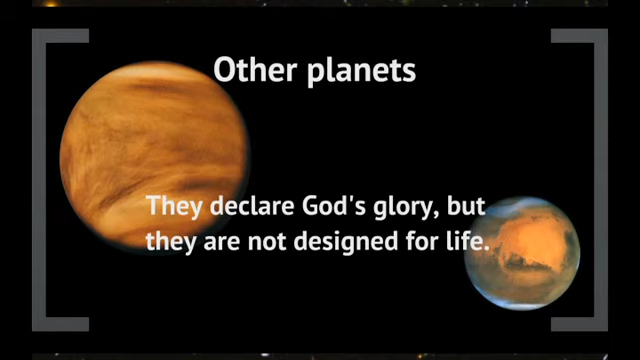 Other planets
They declare God's glory, but
they are not designed for life.